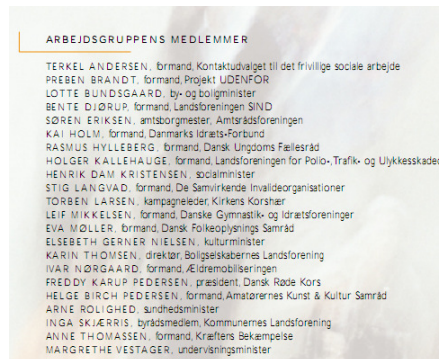 ARBEJDSGRUPPENS MEDLEMMER
TERKEL ANDERSEN, formand, Kontaktudvalget til det frivillige sociale arbejde
PREBEN BRANDT, formand, Projekt UDENFOR
LOTTE BUNDSGAARD, by- og boligminister
BENTE DJØRUP, formand, Landsforeningen SIND
SØREN ERIKSEN, amtsborgmester, Amtsrådsforeningen
KAI HOLM, formand, Danmarks Idræts-Forbund
RASMUS HYLLEBERG, formand, Dansk Ungdoms Fællesråd
HOLGER KALLEHAUGE, formand, Landsforeningen for Polio-, Trafik- og Ulykkesskade
HENRIK DAM KRISTENSEN, socialminister
STIG LANGVAD, formand, De Samvirkende Invalideorganisationer
TORBEN LARSEN, kampagneleder, Kirkens Korshær
LEIF MIKKELSEN, formand, Danske Gymnastik- og Idrætsforeninger
EVA MØLLER, formand, Dansk Folkeoplysnings Samråd
ELSEBETH GERNER NIELSEN, kulturminister
KARIN THOMSEN, direktør, Boligselskabernes Landsforening
IVAR NØRGAARD, formand, Ældremobiliseringen
FREDDY KARUP PEDERSEN, præsident, Dansk Røde Kors
HELGE BIRCH PEDERSEN, formand, Amatørernes Kunst & Kultur Samråd
ARNE ROLIGHED, sundhedsminister
INGA SKJÆRRIS, byrådsmedlem, Kommunernes Landsforening
ANNE THOMASSEN, formand, Kræftens Bekæmpelse
MARGRETHE VESTAGER, undervisningsminister